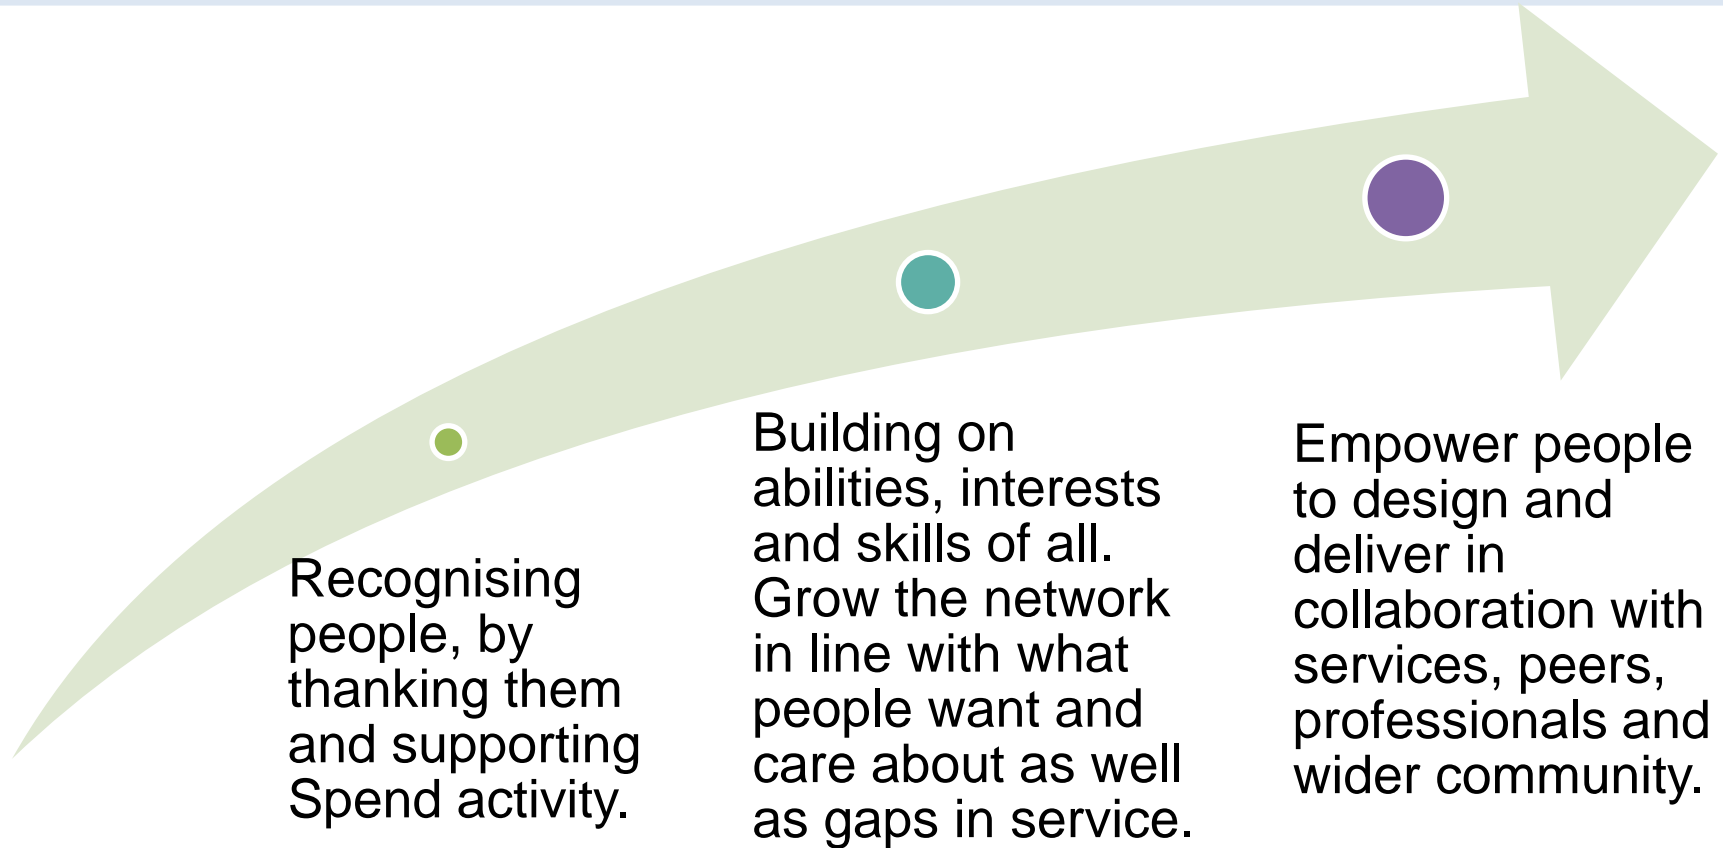 Recognising
people, by
thanking them
and supporting
Spend activity.
Building on
abilities, interests
and skills of all.
Grow the network
in line with what
people want and
care about as well
as gaps in service.
Empower people
to design and
deliver in
collaboration with
services, peers,
professionals and
wider community.